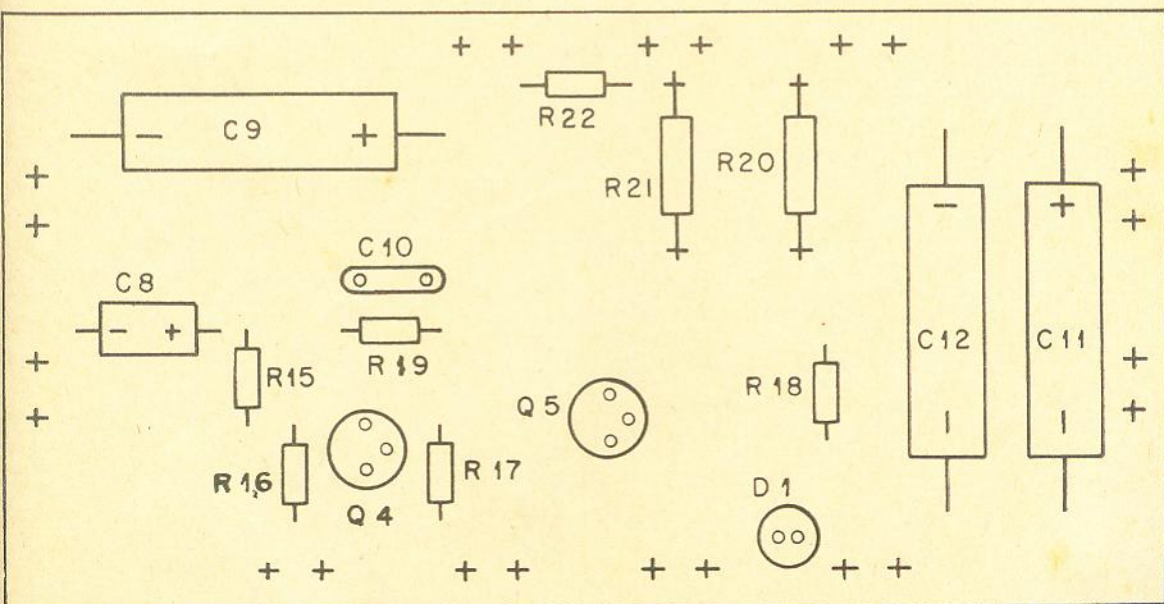 + + + + + +
R22
C9
- +
R21
R20
+ +
+ +
- +
+ +
+ +
C10
C8
- +
R19
R15
C12
C11
R18
Q5
- -
+ +
+ +
R16
R17
Q4
D1
+ + + + + + + +